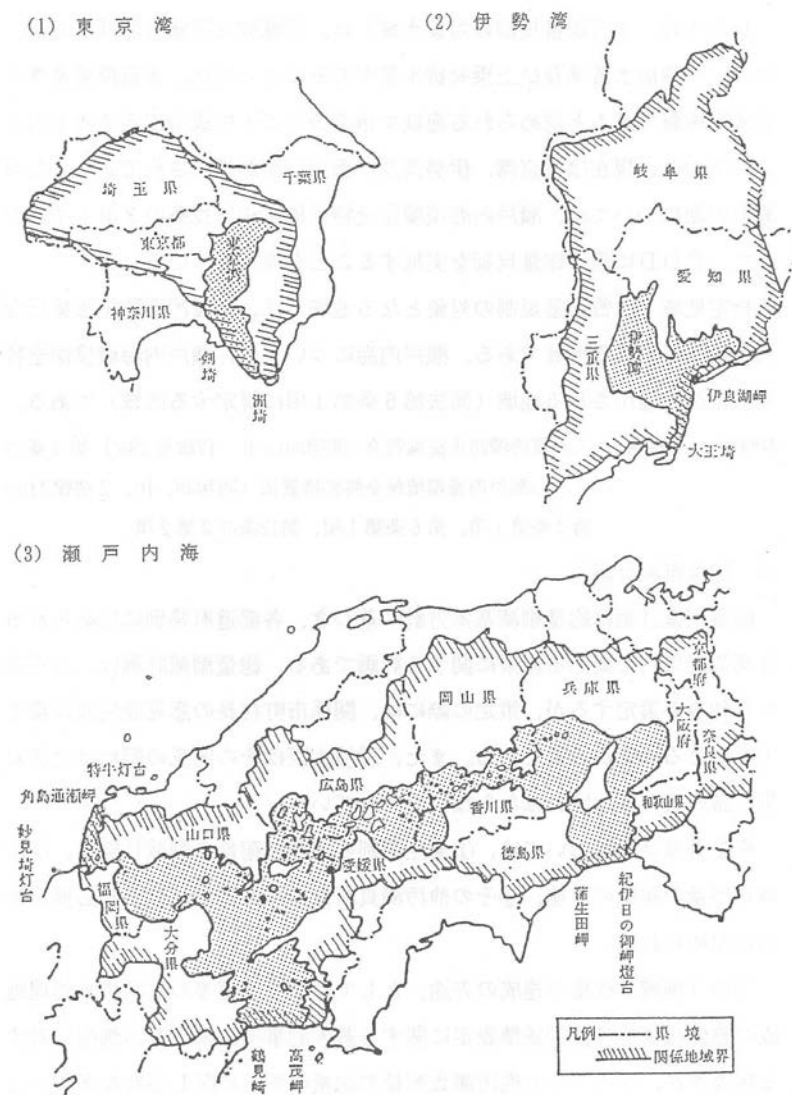 (1) 東京湾
埼玉県
千葉県
東京都
東京湾
神奈川県
剱埼
洲埼
(2) 伊勢湾
岐阜県
愛知県
三重県
伊勢湾
伊良湖岬
大王埼
(3) 瀬戸内海
京都府
兵庫県
岡山県
大阪府
奈良県
特牛灯台
広島県
角島通瀬岬
香川県
和歌山県
山口県
妙見埼灯台
愛媛県
徳島県
福岡県
大分県
蒲生田岬
紀伊日の御岬燈台
鶴見崎
高茂岬
凡例 県境
関係地域界